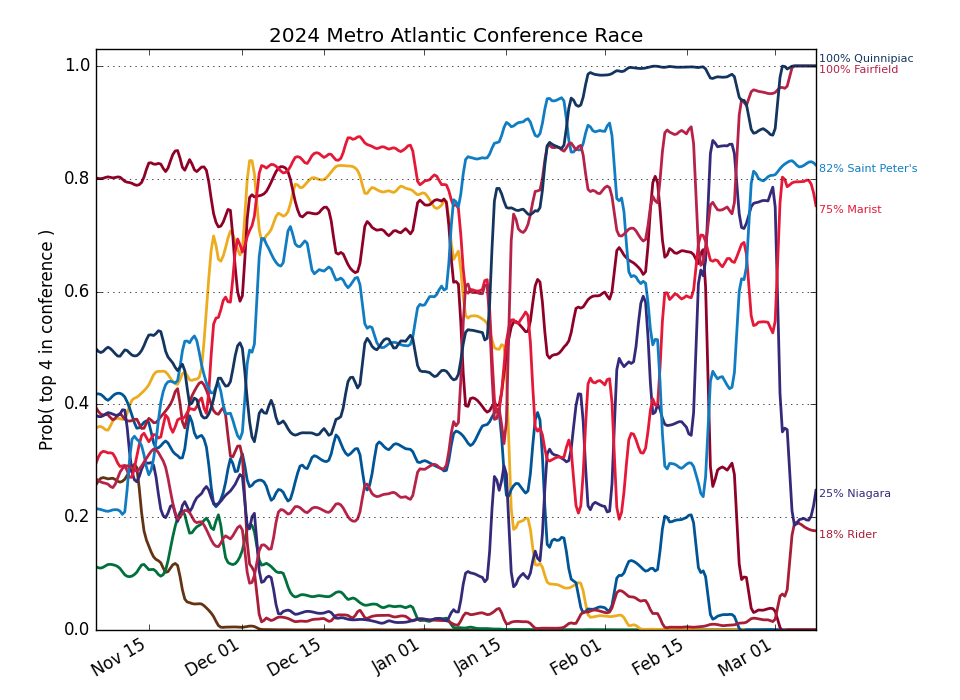 2024 Metro Atlantic Conference Race
Prob( top 4 in conference )
1.0
0.8
0.6
0.4
0.2
0.0
Nov 15
Dec 01
Dec 15
Jan 01
Jan 15
Feb 01
Feb 15
Mar 01
100% Quinnipiac
100% Fairfield
82% Saint Peter's
75% Marist
25% Niagara
18% Rider